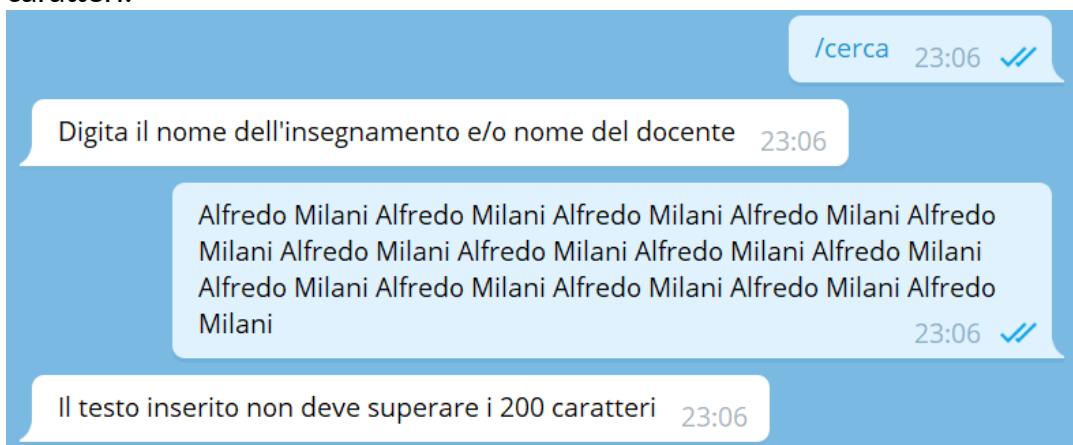 /cerca 23:06
Digita il nome dell'insegnamento e/o nome del docente 23:06
Alfredo Milani Alfredo Milani Alfredo Milani Alfredo Milani Alfredo
Milani Alfredo Milani Alfredo Milani Alfredo Milani Alfredo Milani
Alfredo Milani Alfredo Milani Alfredo Milani Alfredo Milani Alfredo
Milani 23:06
Il testo inserito non deve superare i 200 caratteri 23:06